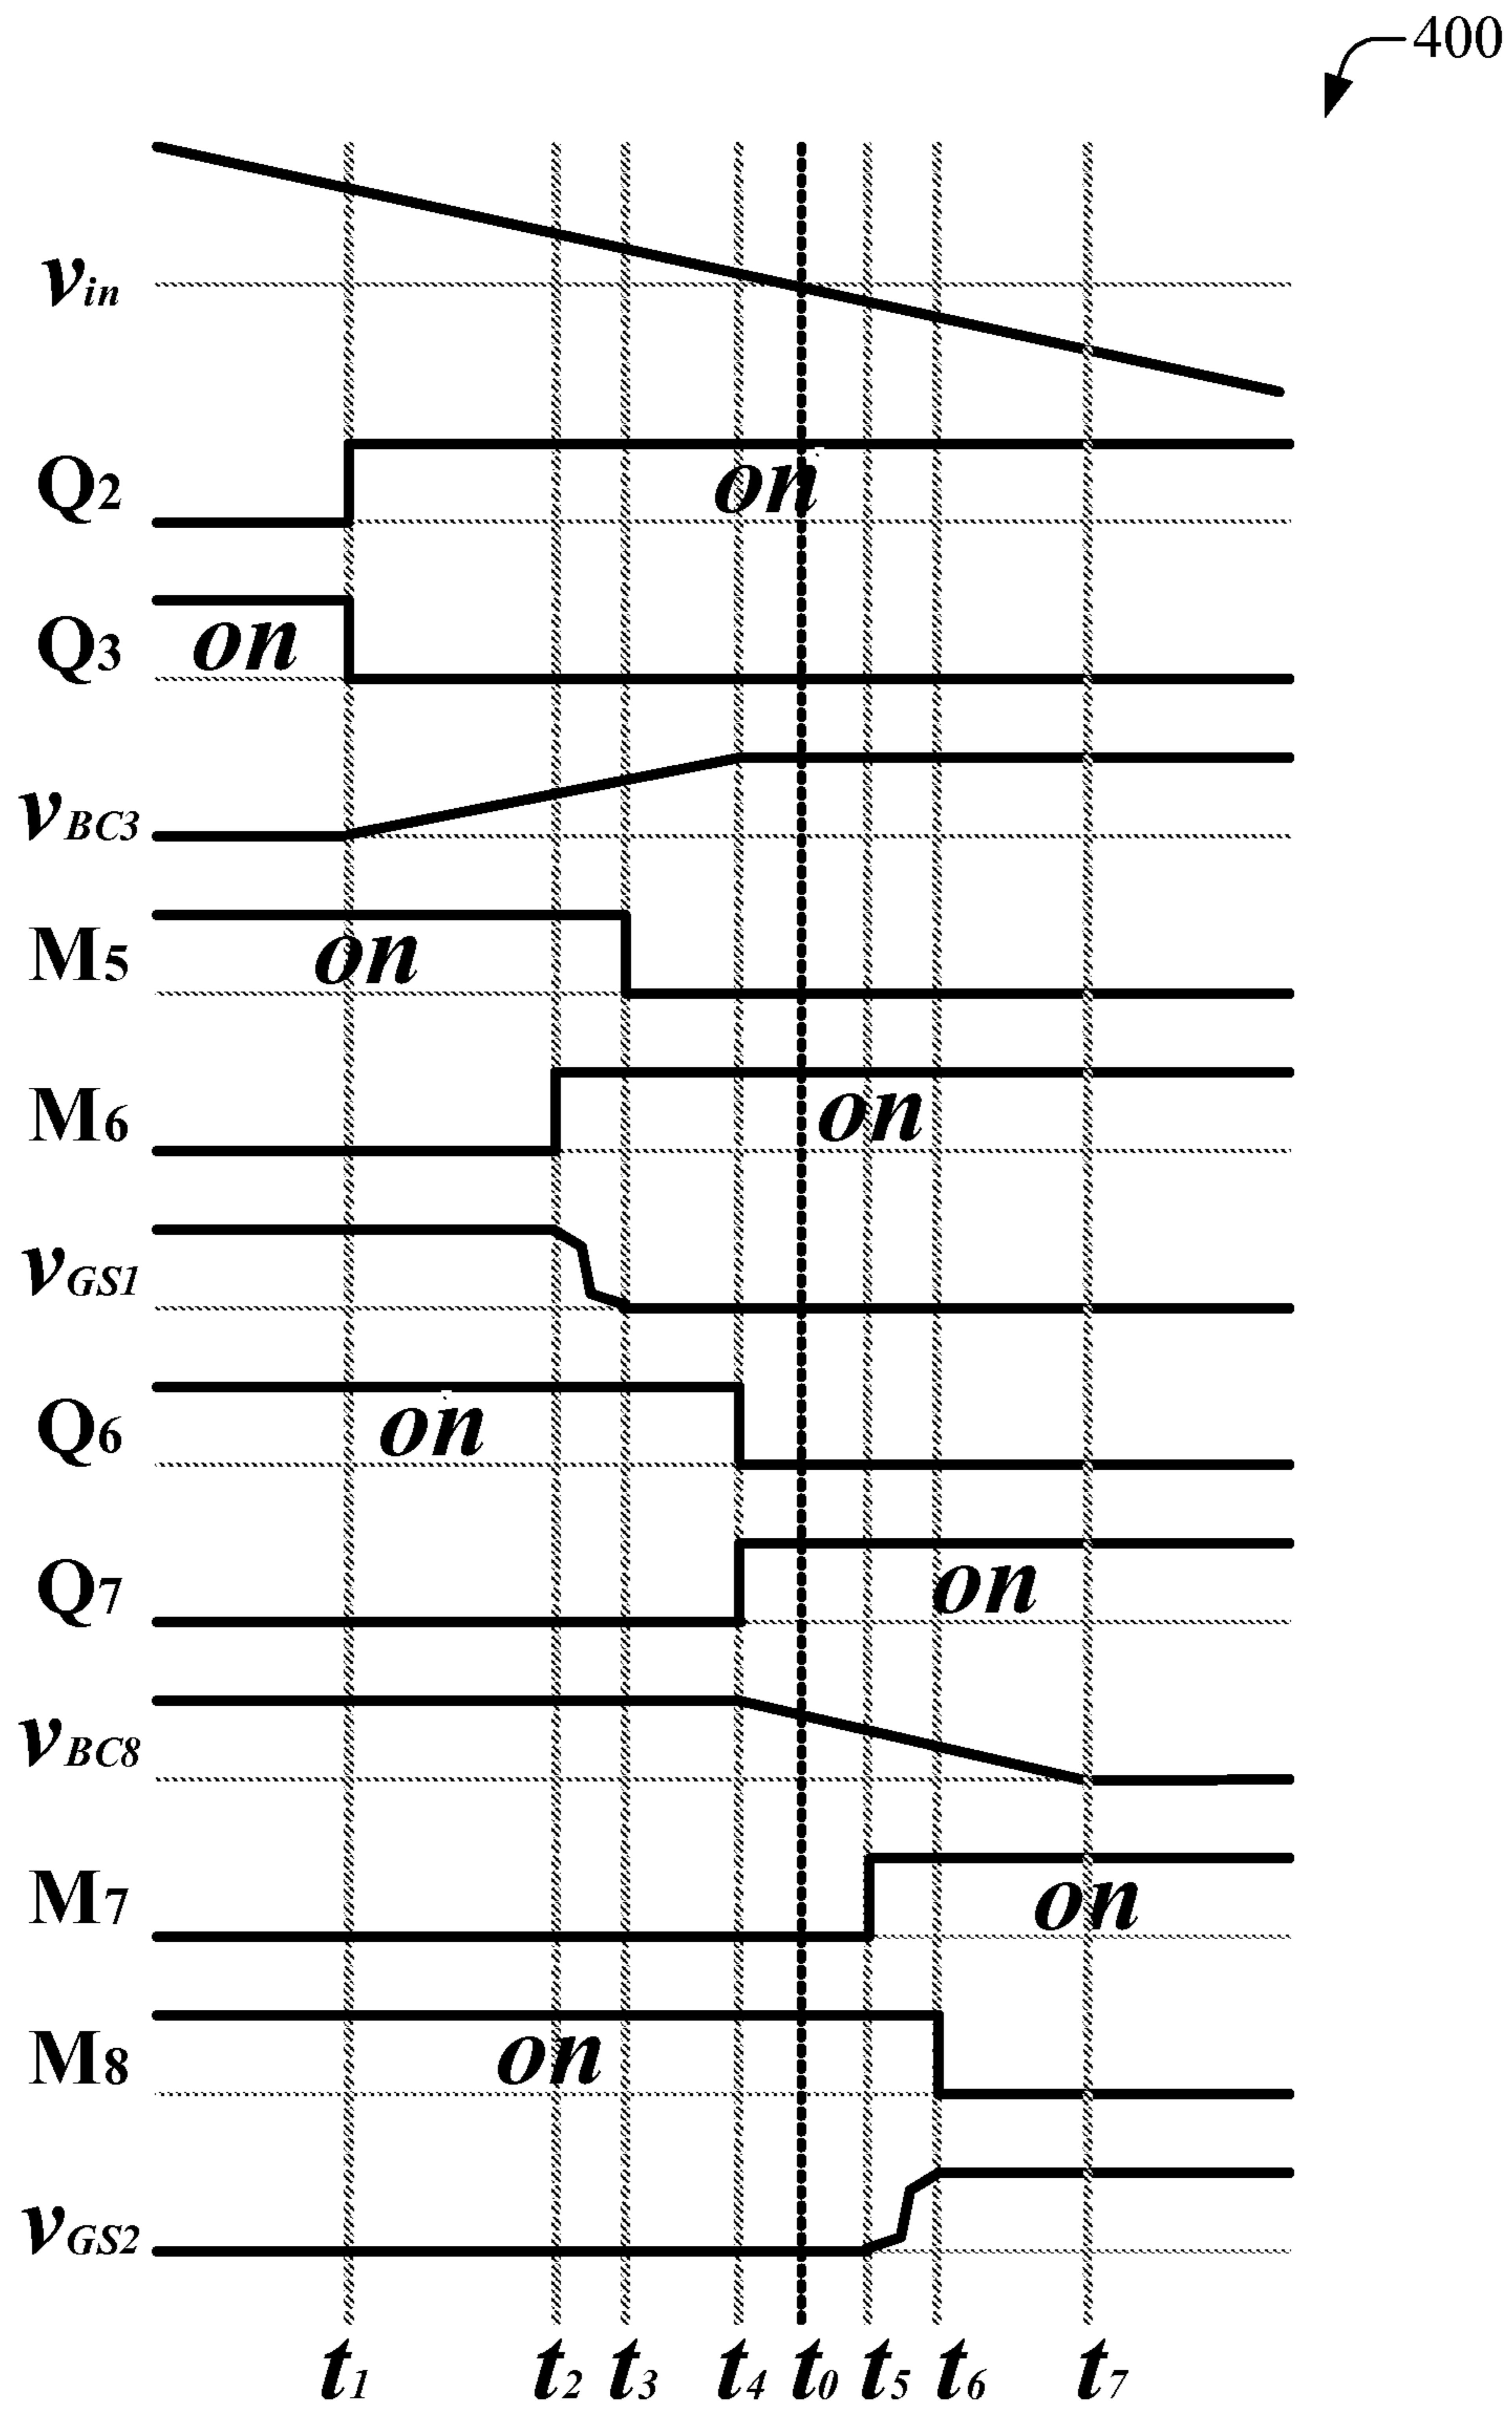 400
vin
Q2
on
Q3
on
vBC3
M5
on
M6
on
vGS1
Q6
on
Q7
on
vBC8
M7
on
M8
on
vGS2
t1 t2 t3 t4 t0 t5 t6 t7